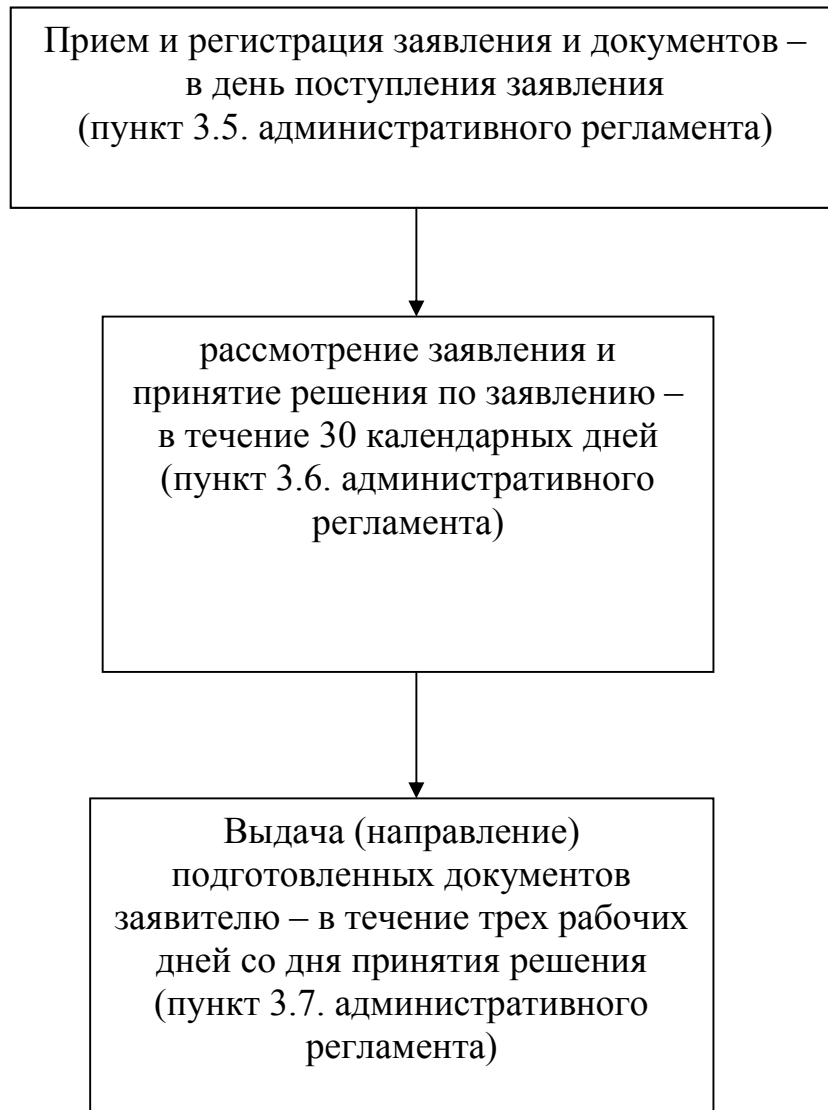 Прием и регистрация заявления и документов –
в день поступления заявления
(пункт 3.5. административного регламента)
рассмотрение заявления и
принятие решения по заявлению –
в течение 30 календарных дней
(пункт 3.6. административного
регламента)
Выдача (направление)
подготовленных документов
заявителю – в течение трех рабочих
дней со дня принятия решения
(пункт 3.7. административного
регламента)